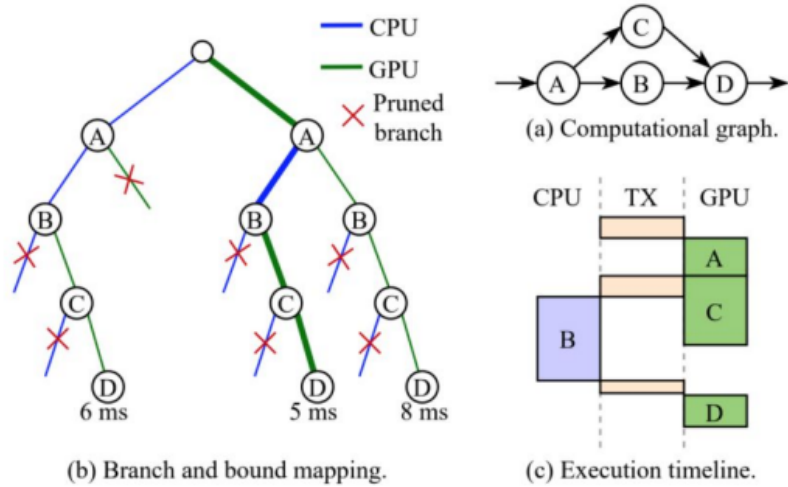 CPU
GPU
Pruned
branch
A
A
B
B
B
C
C
C
D
D
D
6 ms
5 ms
8 ms
(b) Branch and bound mapping.
C
A
B
D
(a) Computational graph.
CPU TX GPU
A
C
B
D
(c) Execution timeline.